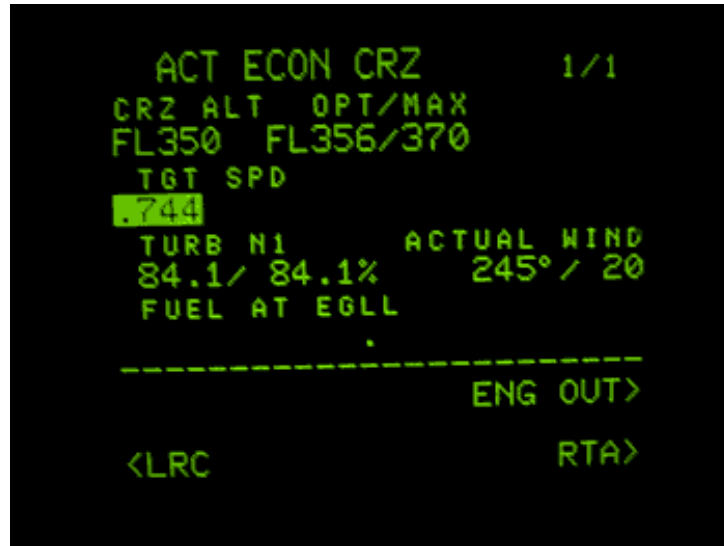 ACT ECON CRZ 1/1
CRZ ALT OPT/MAX
FL350 FL356/370
TGT SPD
.744
TURB N1 ACTUAL WIND
84.1/ 84.1% 245°/ 20
FUEL AT EGLL
.
--------------------------
ENG OUT>
<LRC RTA>